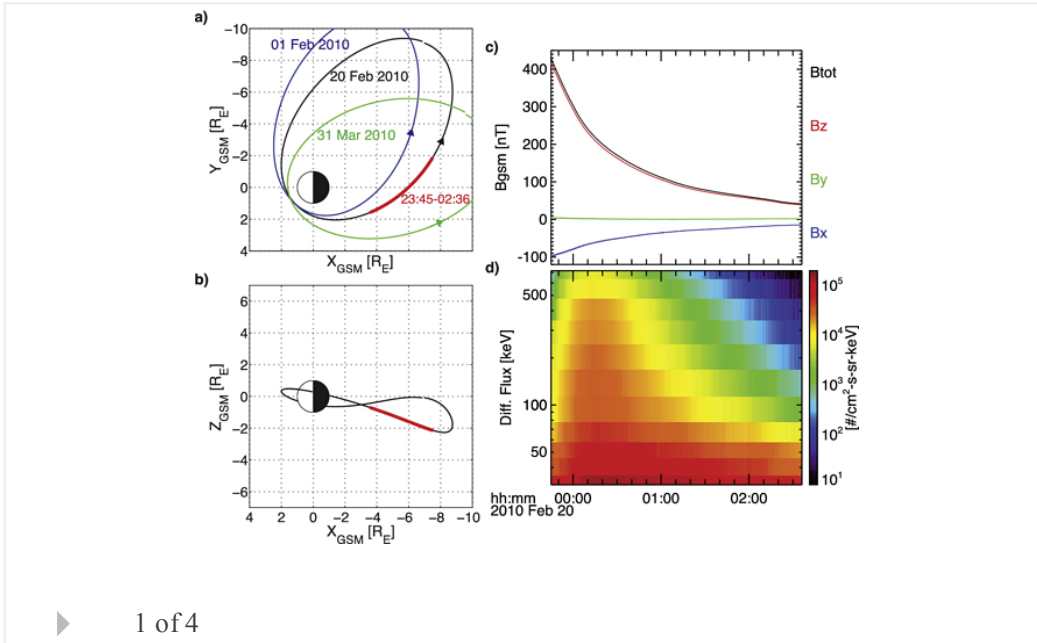 a)
-10
-8
-6
-4
-2
0
2
4
Y_GSM [R_E]
01 Feb 2010
20 Feb 2010
31 Mar 2010
23:45-02:36
X_GSM [R_E]
b)
6
4
2
0
-2
-4
-6
Z_GSM [R_E]
4 2 0 -2 -4 -6 -8 -10
X_GSM [R_E]
c)
400
300
200
100
0
-100
Bgsm [nT]
Btot
Bz
By
Bx
d)
500
100
50
Diff. Flux [keV]
10^5
10^4
10^3
10^2
10^1
[#/cm²-s-sr-keV]
hh:mm 00:00 01:00 02:00
2010 Feb 20
1 of 4